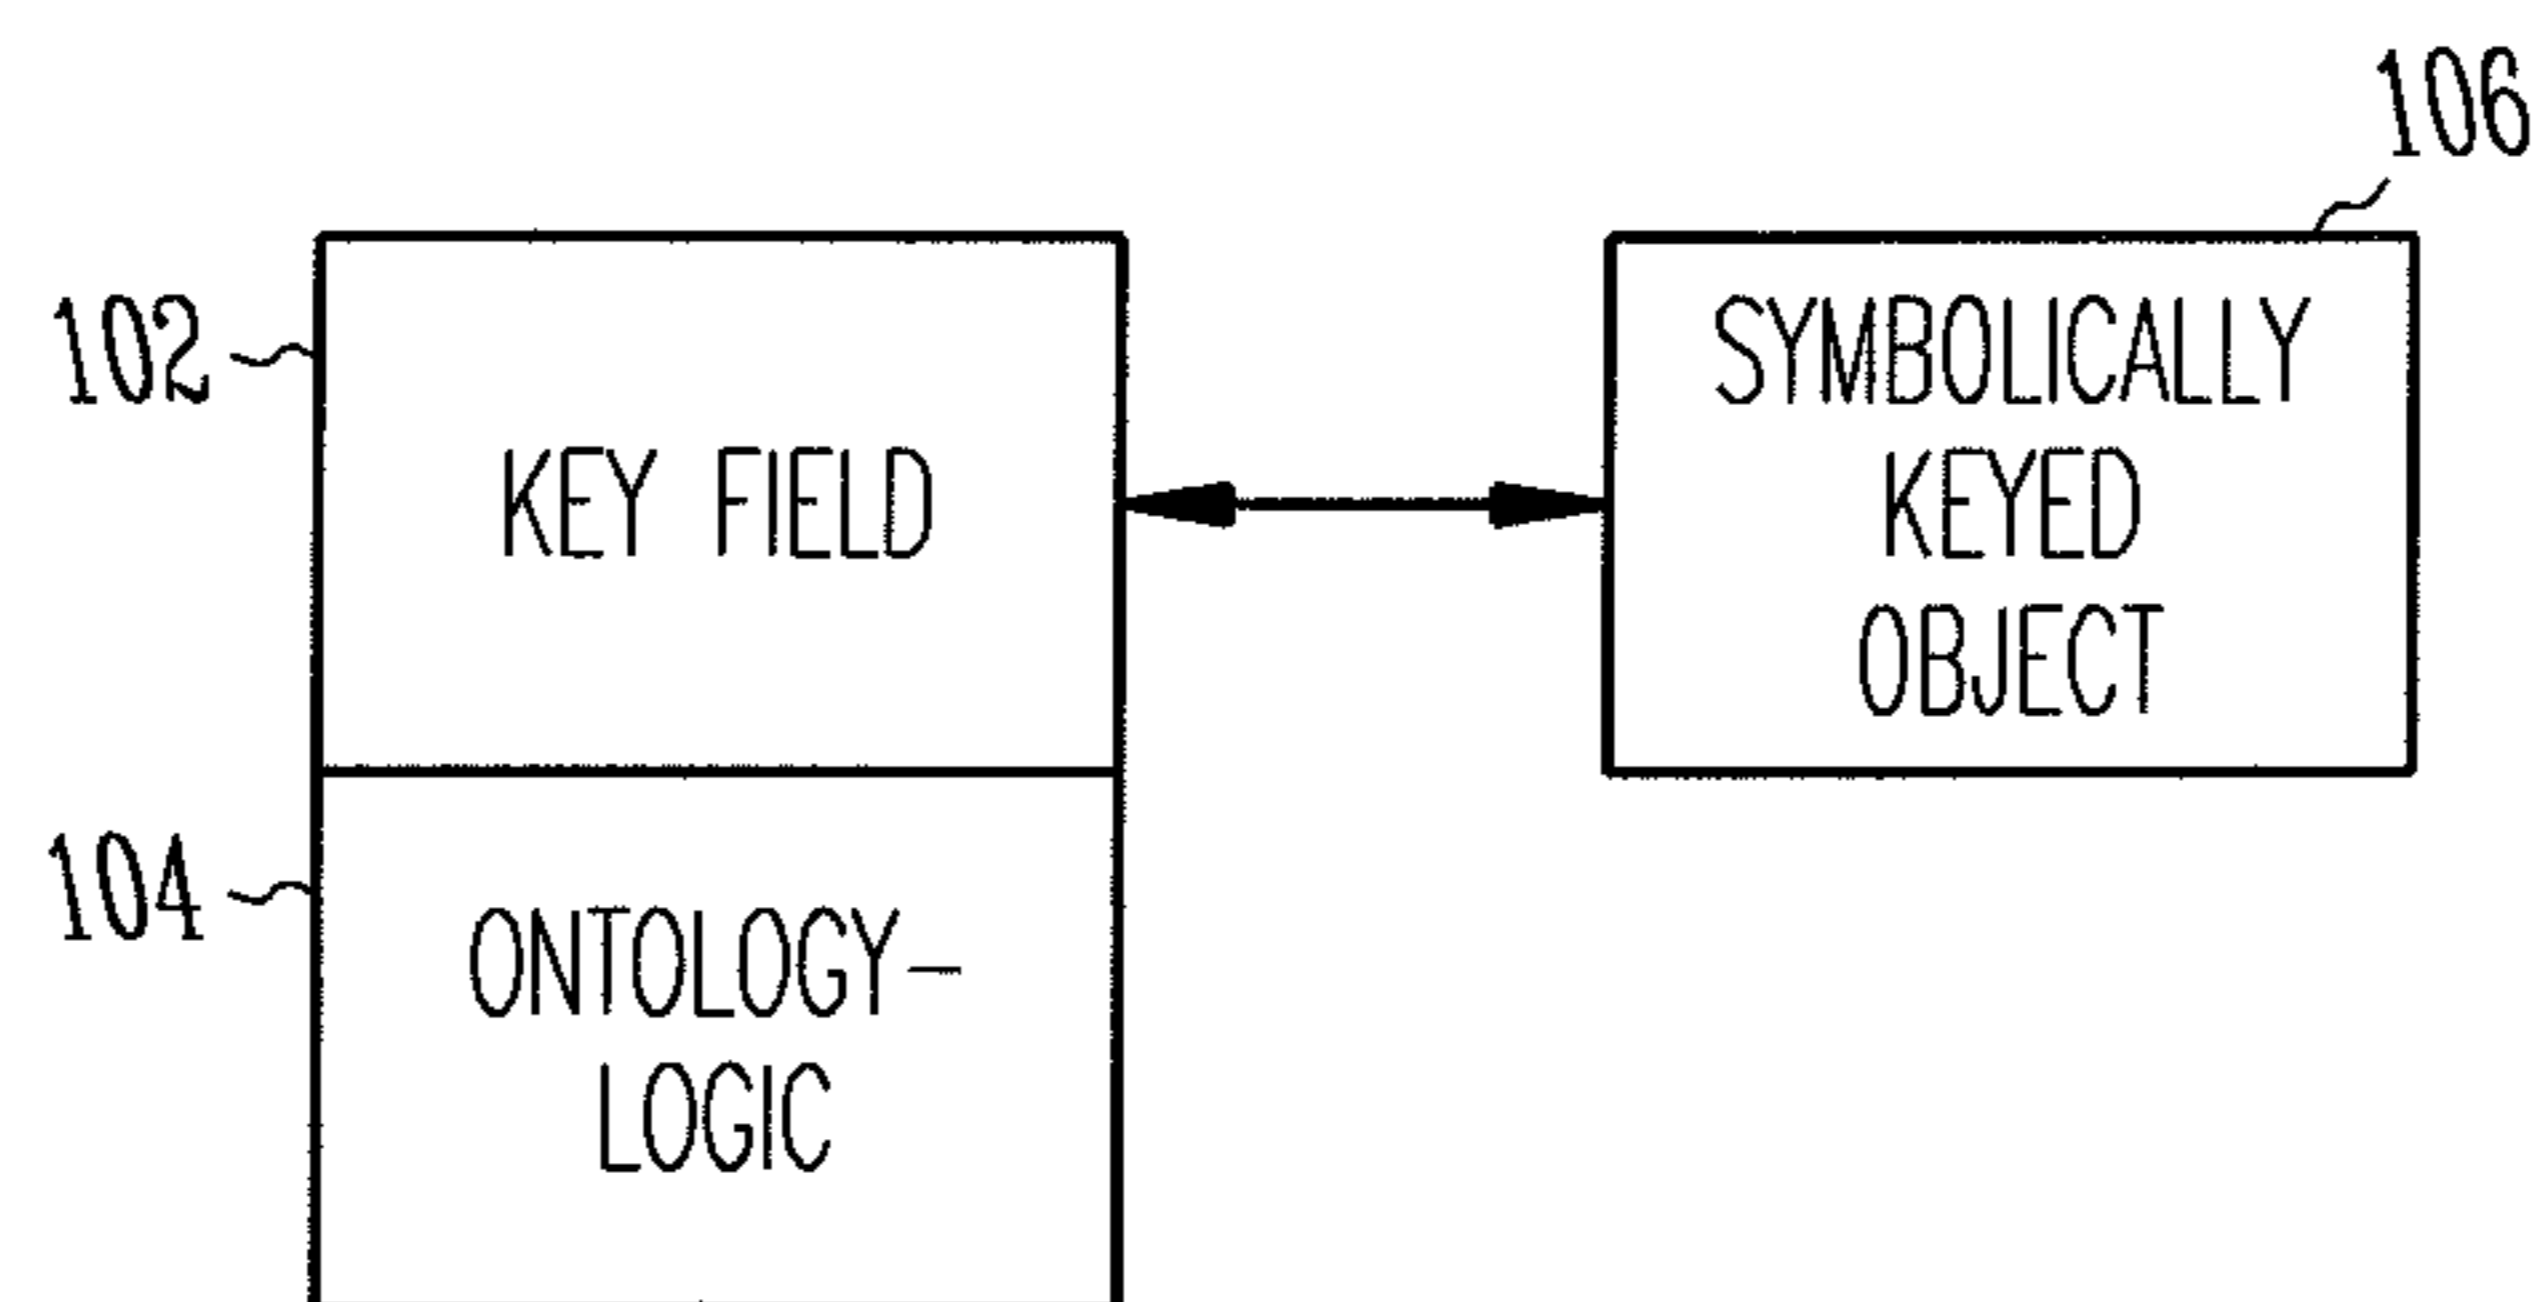 106
102
SYMBOLICALLY
KEY FIELD
KEYED
OBJECT
104
ONTOLOGY-
LOGIC